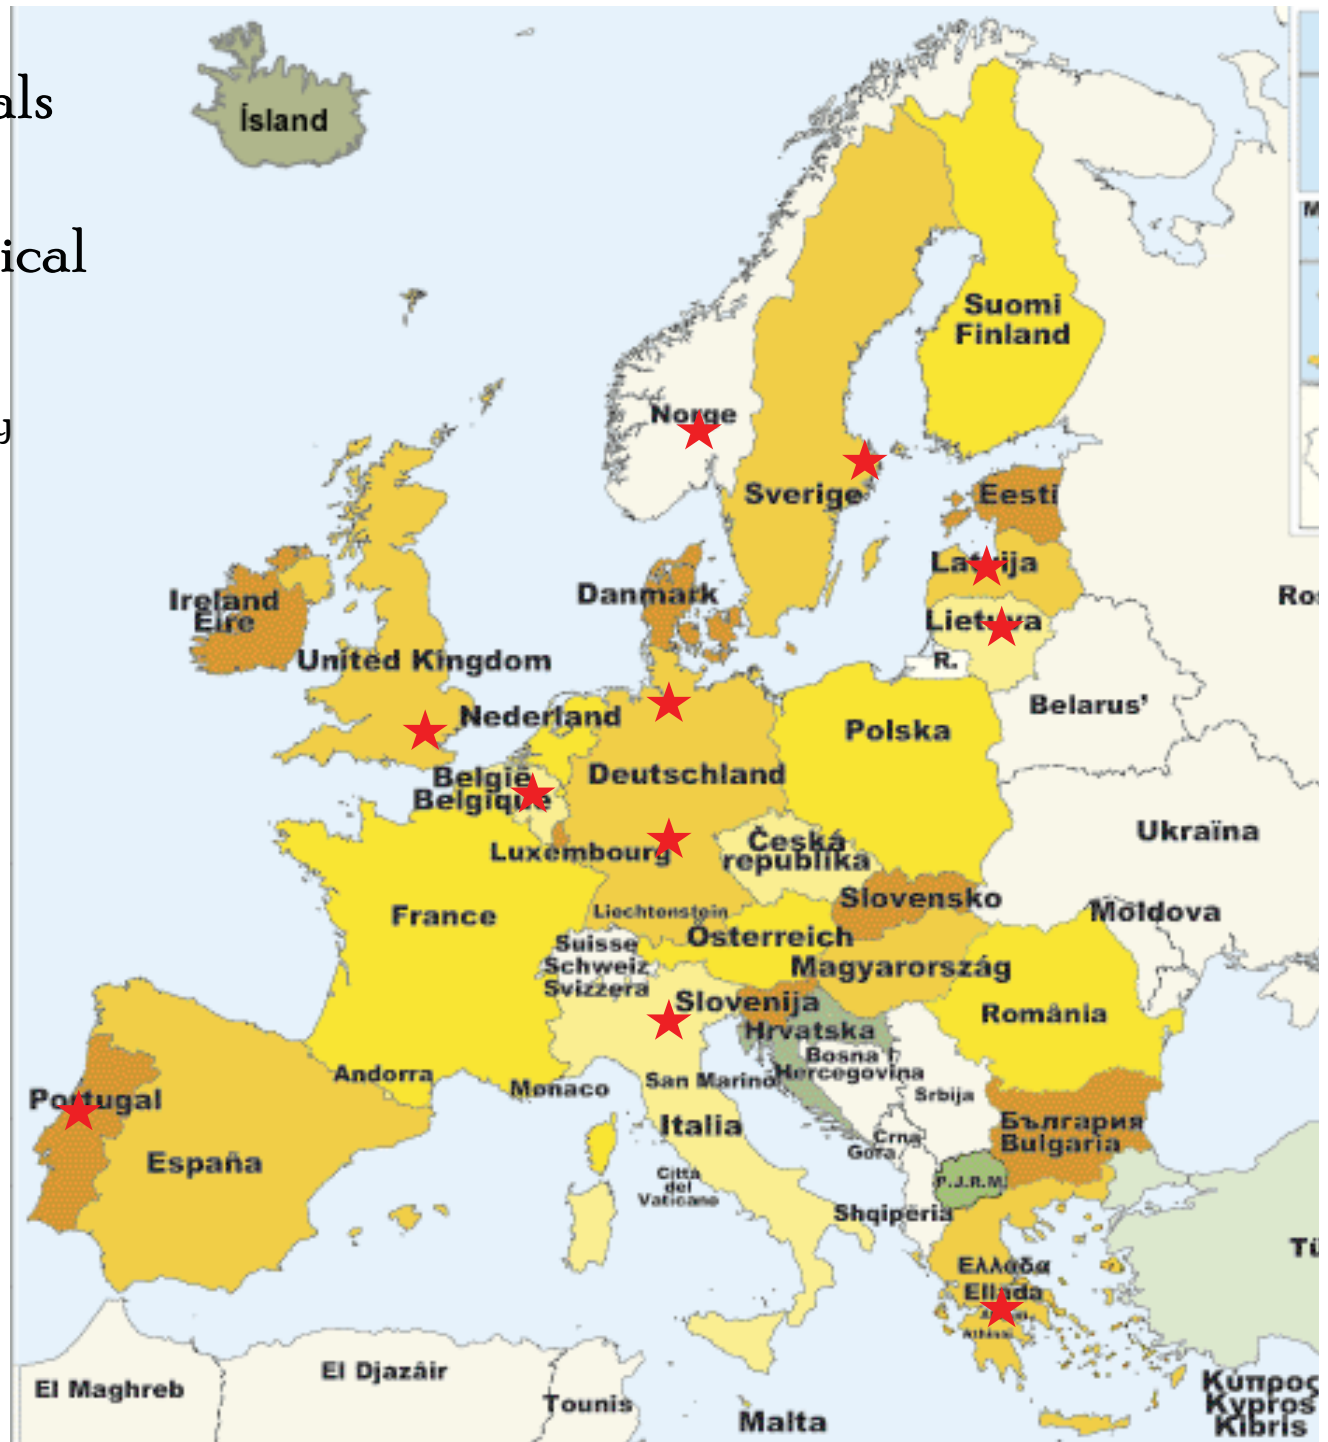 als
Ísland
ical
Suomi
Finland
y
Norge
Sverige
Eesti
Latvija
Danmark
Ireland
Eire
Lietuva
R.
United Kingdom
Belarus’
Nederland
Polska
België
Belgique
Deutschland
Ukraïna
Česká
republika
Luxembourg
Slovensko
Liechtenstein
Moldova
France
Österreich
Suisse
Schweiz
Svizzera
Magyarország
Slovenija
România
Hrvatska
Bosna i
Hercegovina
Andorra
Monaco
San Marino
Srbija
Portugal
Italia
България
Bulgaria
Crna
Gora
España
Città
del
Vaticano
P.J.R.M.
Shqipëria
Ελλάδα
Ellada
Athinai
El Maghreb
El Djazâir
Tounis
Malta
Κύπρος
Kypros
Kibris